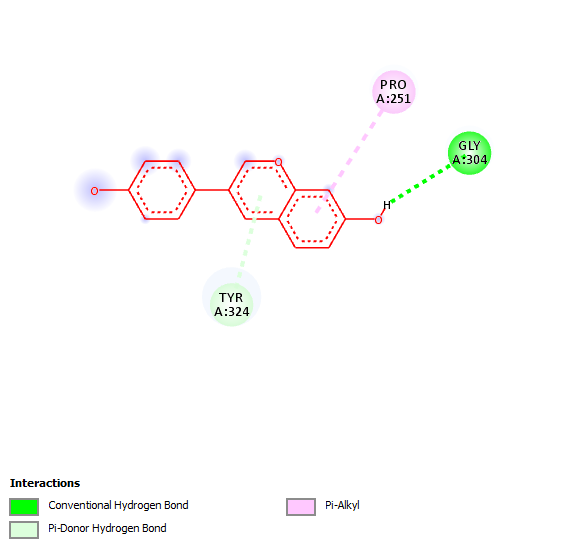 PRO
A:251
GLY
A:304
H
O
O
O
TYR
A:324
Interactions
Conventional Hydrogen Bond
Pi-Alkyl
Pi-Donor Hydrogen Bond